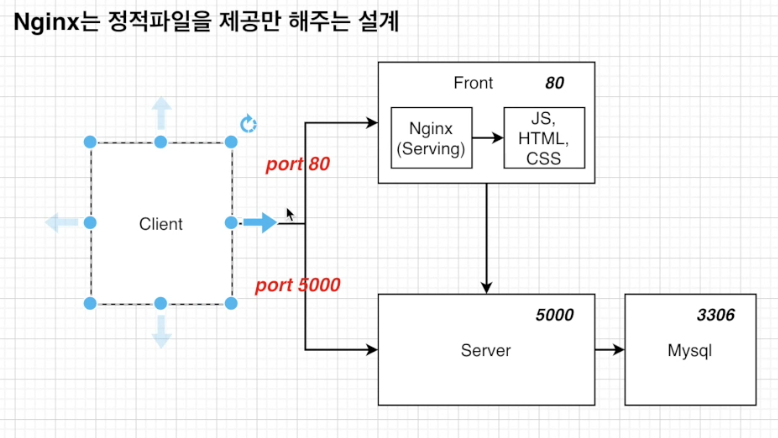 Nginx는 정적파일을 제공만 해주는 설계
Front
80
Nginx
(Serving)
JS,
HTML,
CSS
port 80
Client
port 5000
5000
Server
3306
Mysql